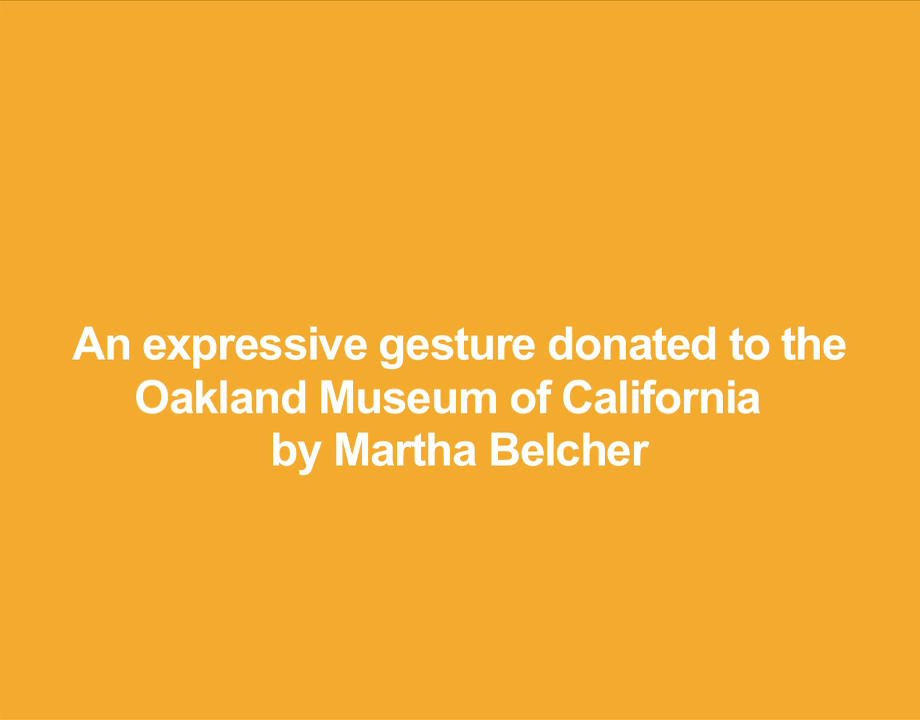 An expressive gesture donated to the
Oakland Museum of California
by Martha Belcher